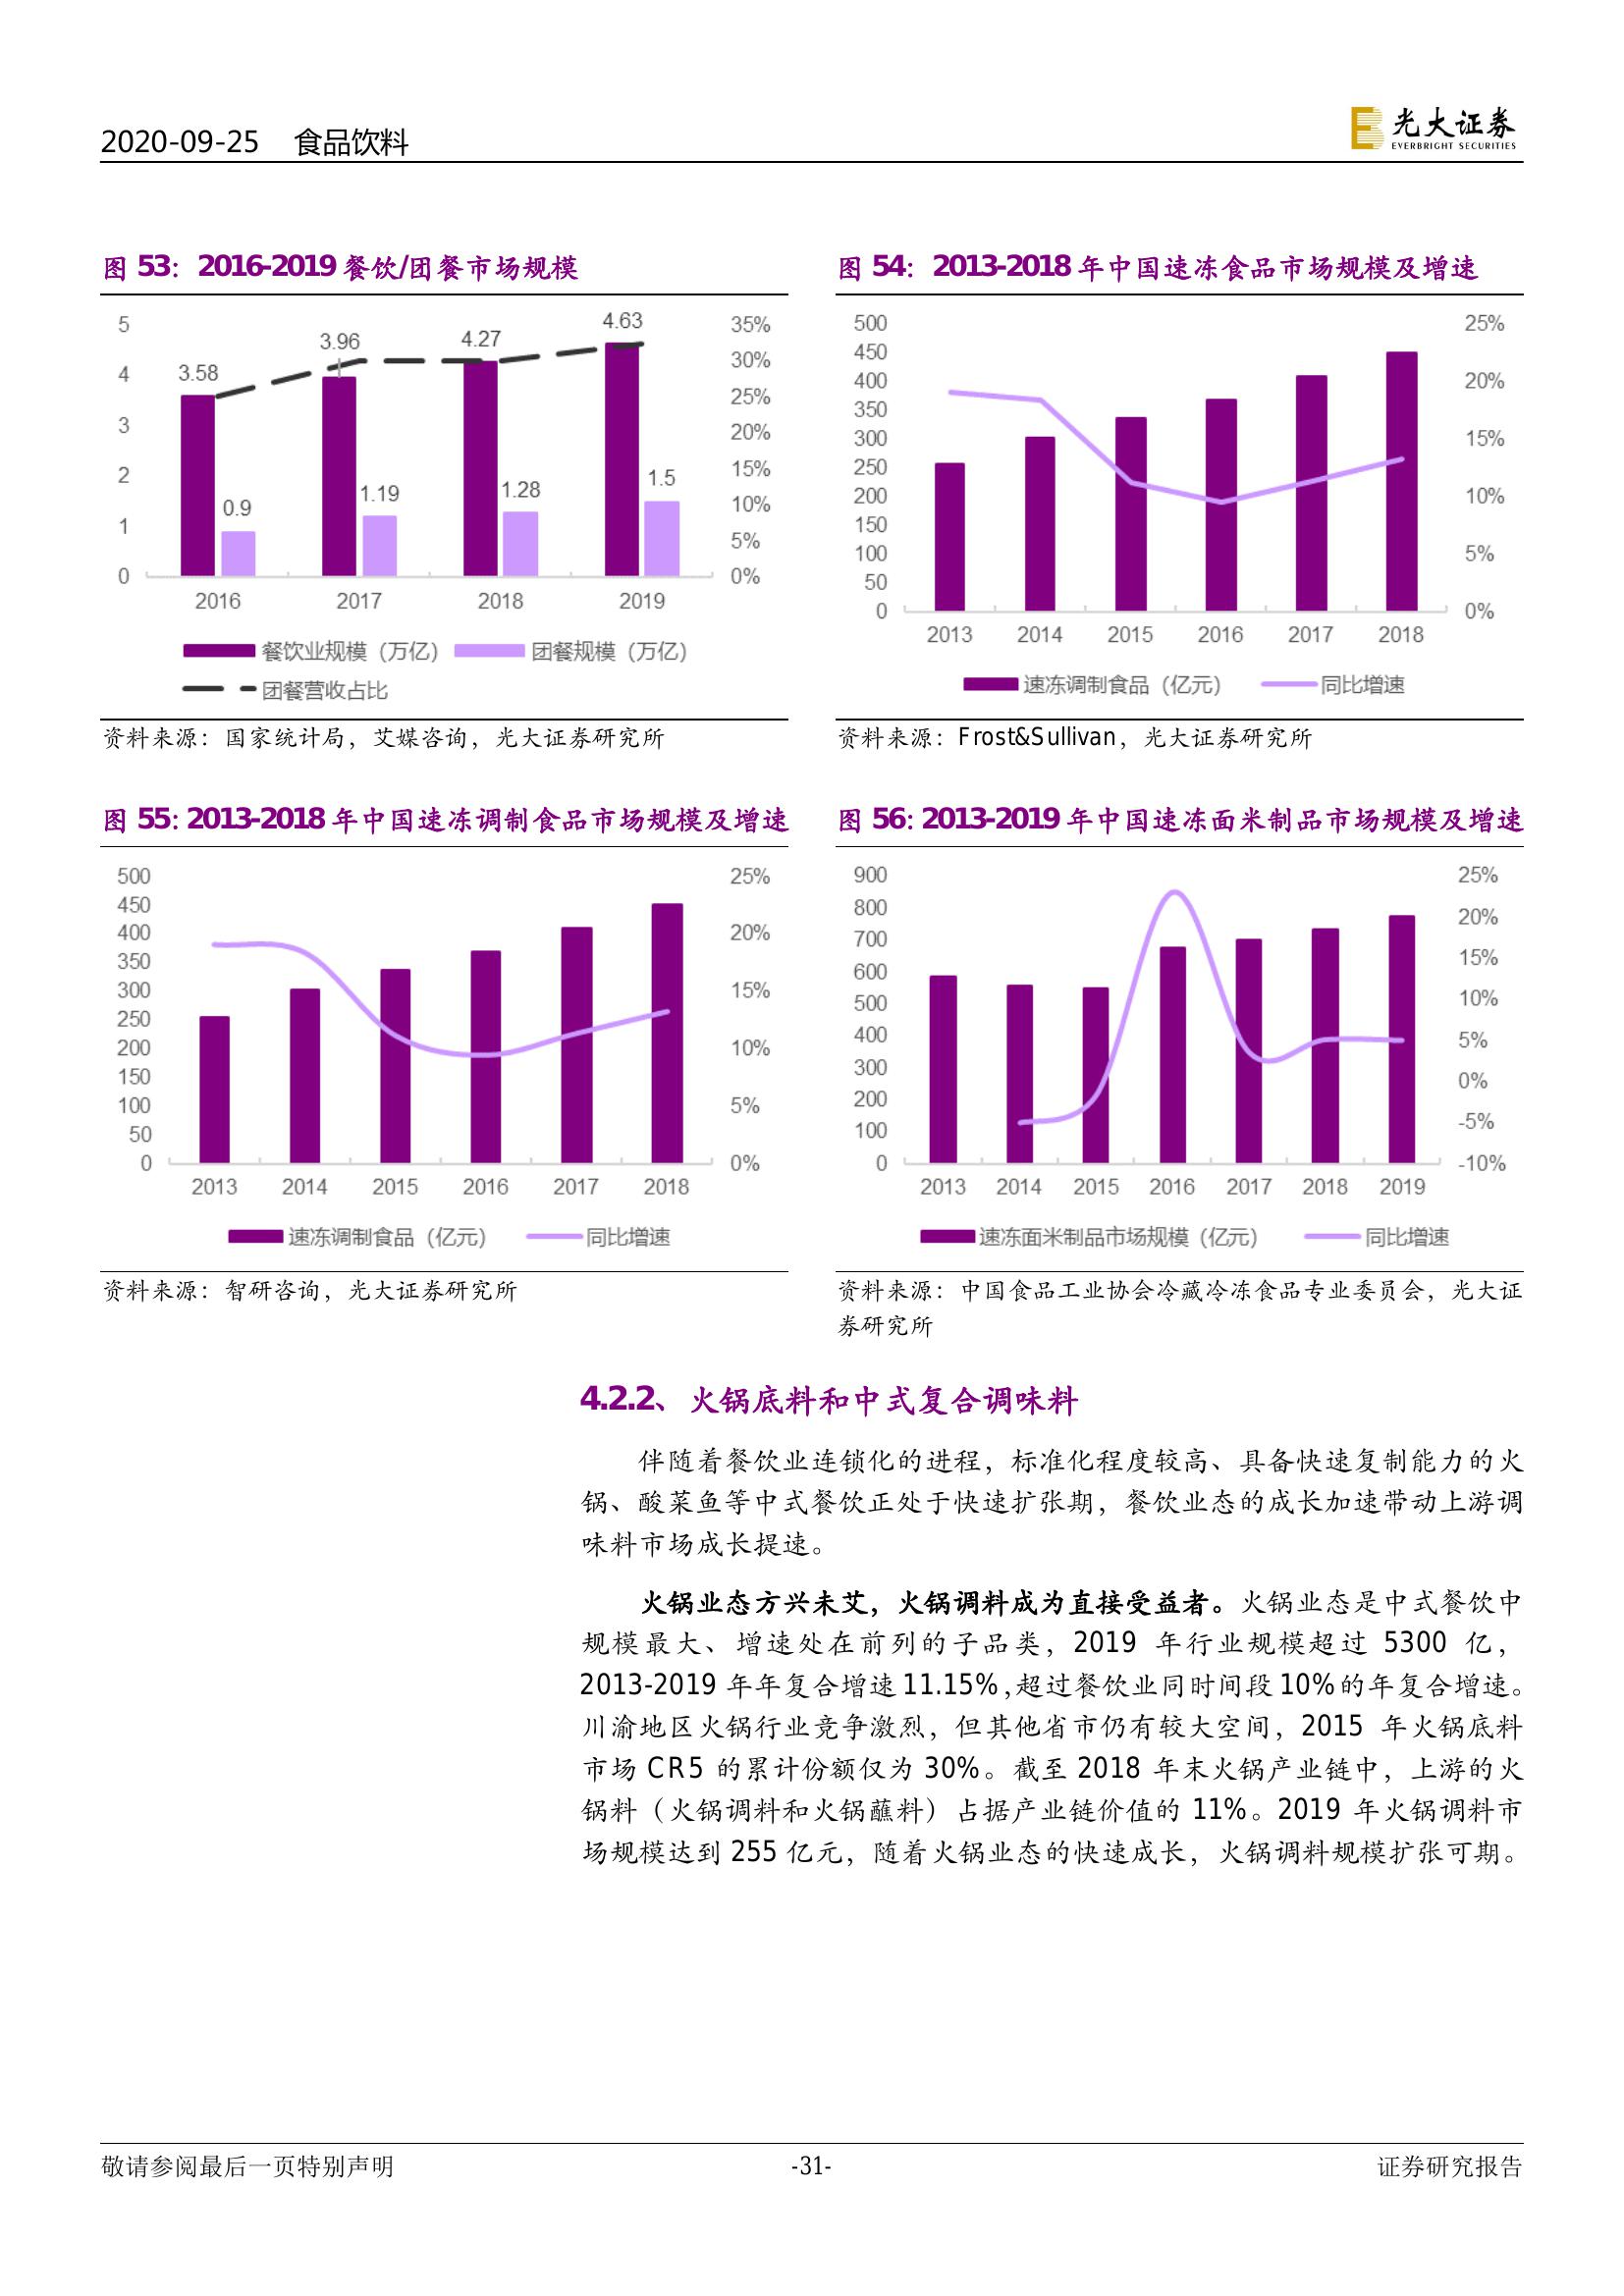 2020-09-25 食品饮料
光大证券
EVERBRIGHT SECURITIES
图 53：2016-2019 餐饮/团餐市场规模
5
4
3
2
1
0
35%
30%
25%
20%
15%
10%
5%
0%
3.58
3.96
4.27
4.63
0.9
1.19
1.28
1.5
2016 2017 2018 2019
餐饮业规模（万亿） 团餐规模（万亿）
团餐营收占比
资料来源：国家统计局，艾媒咨询，光大证券研究所
图 54：2013-2018 年中国速冻食品市场规模及增速
500
450
400
350
300
250
200
150
100
50
0
25%
20%
15%
10%
5%
0%
2013 2014 2015 2016 2017 2018
速冻调制食品（亿元） 同比增速
资料来源：Frost&Sullivan，光大证券研究所
图 55：2013-2018 年中国速冻调制食品市场规模及增速
500
450
400
350
300
250
200
150
100
50
0
25%
20%
15%
10%
5%
0%
2013 2014 2015 2016 2017 2018
速冻调制食品（亿元） 同比增速
资料来源：智研咨询，光大证券研究所
图 56：2013-2019 年中国速冻面米制品市场规模及增速
900
800
700
600
500
400
300
200
100
0
25%
20%
15%
10%
5%
0%
-5%
-10%
2013 2014 2015 2016 2017 2018 2019
速冻面米制品市场规模（亿元） 同比增速
资料来源：中国食品工业协会冷藏冷冻食品专业委员会，光大证
券研究所
4.2.2、火锅底料和中式复合调味料
伴随着餐饮业连锁化的进程，标准化程度较高、具备快速复制能力的火
锅、酸菜鱼等中式餐饮正处于快速扩张期，餐饮业态的成长加速带动上游调
味料市场成长提速。
火锅业态方兴未艾，火锅调料成为直接受益者。火锅业态是中式餐饮中
规模最大、增速处在前列的子品类，2019 年行业规模超过 5300 亿，
2013-2019 年年复合增速 11.15%，超过餐饮业同时间段 10%的年复合增速。
川渝地区火锅行业竞争激烈，但其他省市仍有较大空间，2015 年火锅底料
市场 CR5 的累计份额仅为 30%。截至 2018 年末火锅产业链中，上游的火
锅料（火锅调料和火锅蘸料）占据产业链价值的 11%。2019 年火锅调料市
场规模达到 255 亿元，随着火锅业态的快速成长，火锅调料规模扩张可期。
敬请参阅最后一页特别声明 -31- 证券研究报告